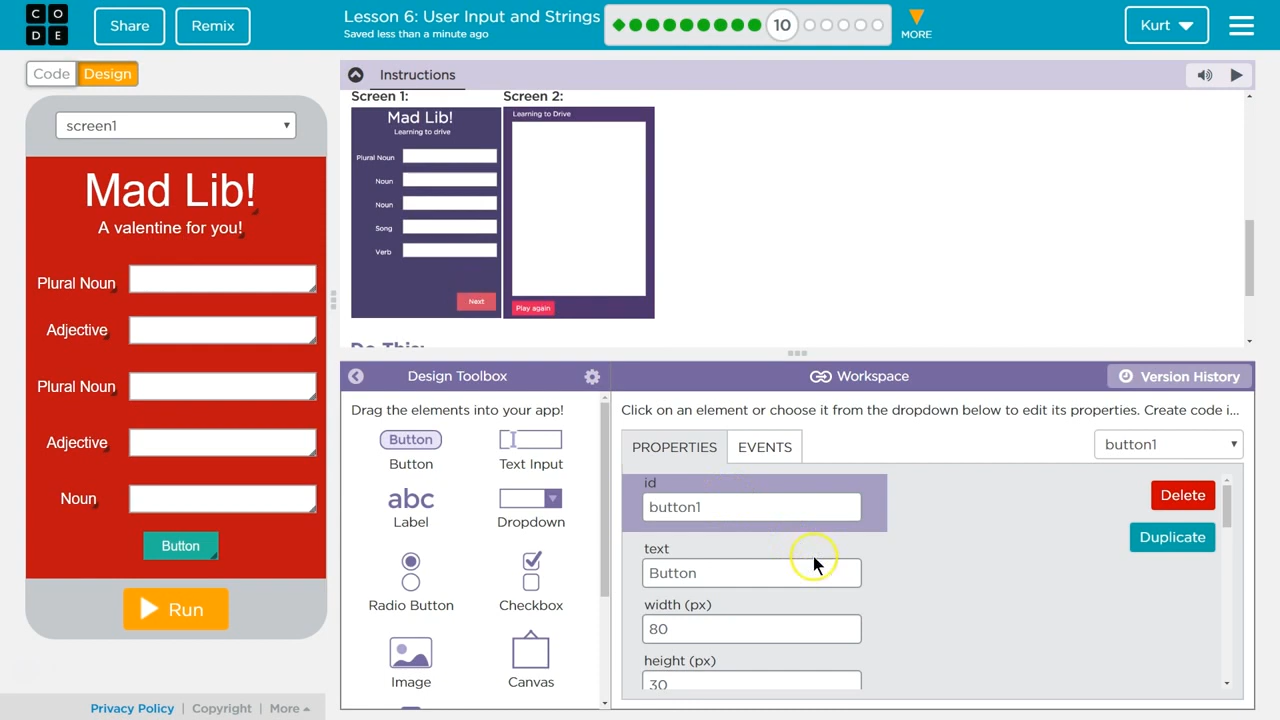 C O
D E
Share
Remix
Lesson 6: User Input and Strings
Saved less than a minute ago
10
MORE
Kurt
Code
Design
Instructions
screen1
Mad Lib!
A valentine for you!
Plural Noun
Adjective
Plural Noun
Adjective
Noun
Button
Run
Screen 1:
Screen 2:
Mad Lib!
Learning to drive
Plural Noun
Noun
Noun
Song
Verb
Next
Learning to Drive
Play again
Do This:
Design Toolbox
Workspace
Version History
Drag the elements into your app!
Button
Button
Text Input
abc
Label
Dropdown
Radio Button
Checkbox
Image
Canvas
Click on an element or choose it from the dropdown below to edit its properties. Create code i...
PROPERTIES
EVENTS
button1
id
button1
Delete
Duplicate
text
Button
width (px)
80
height (px)
30
Privacy Policy | Copyright | More